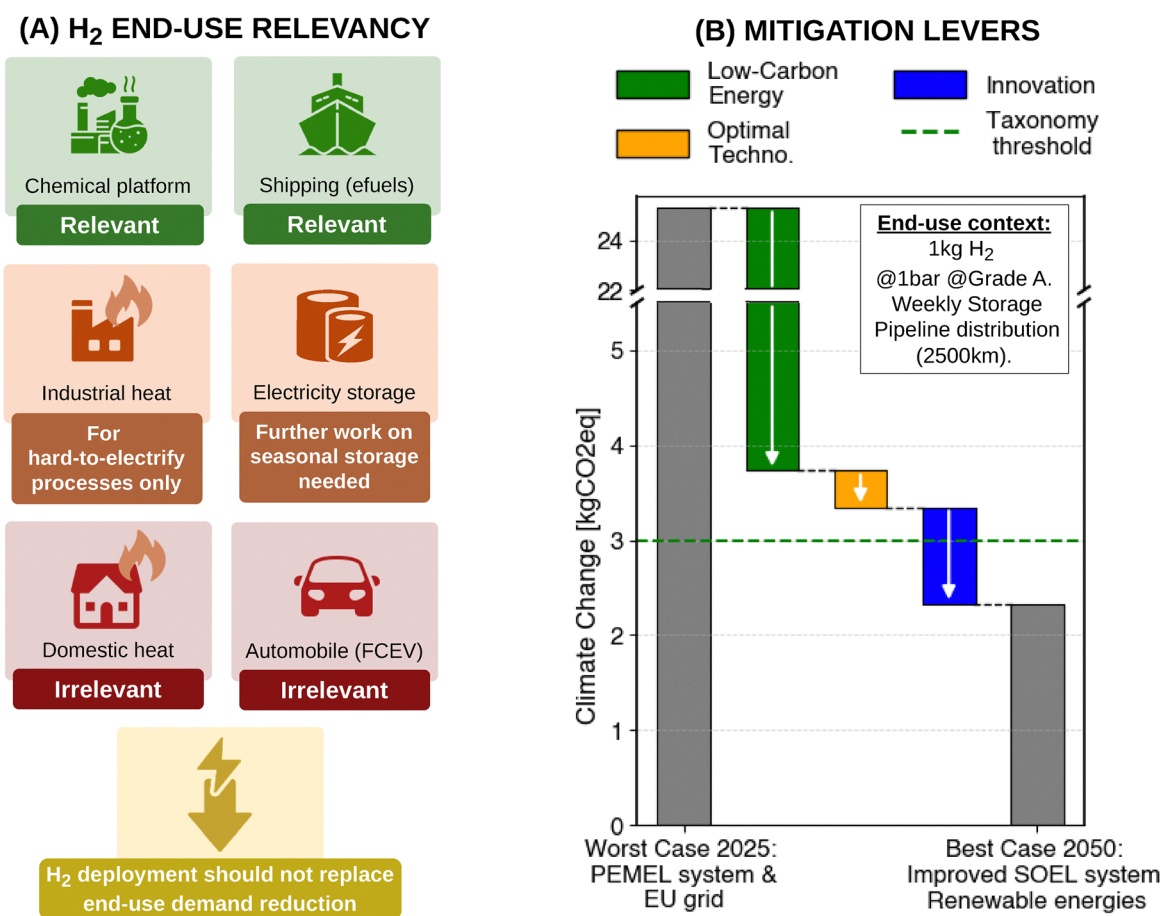 (A) H2 END-USE RELEVANCY
Chemical platform
Relevant
Shipping (efuels)
Relevant
Industrial heat
For
hard-to-electrify
processes only
Electricity storage
Further work on
seasonal storage
needed
Domestic heat
Irrelevant
Automobile (FCEV)
Irrelevant
H2 deployment should not replace
end-use demand reduction
(B) MITIGATION LEVERS
Low-Carbon
Energy
Optimal
Techno.
Innovation
Taxonomy
threshold
End-use context:
1kg H2
@1bar @Grade A.
Weekly Storage
Pipeline distribution
(2500km).
Climate Change [kgCO2eq]
24
22
5
4
3
2
1
0
Worst Case 2025:
PEMEL system &
EU grid
Best Case 2050:
Improved SOEL system
Renewable energies